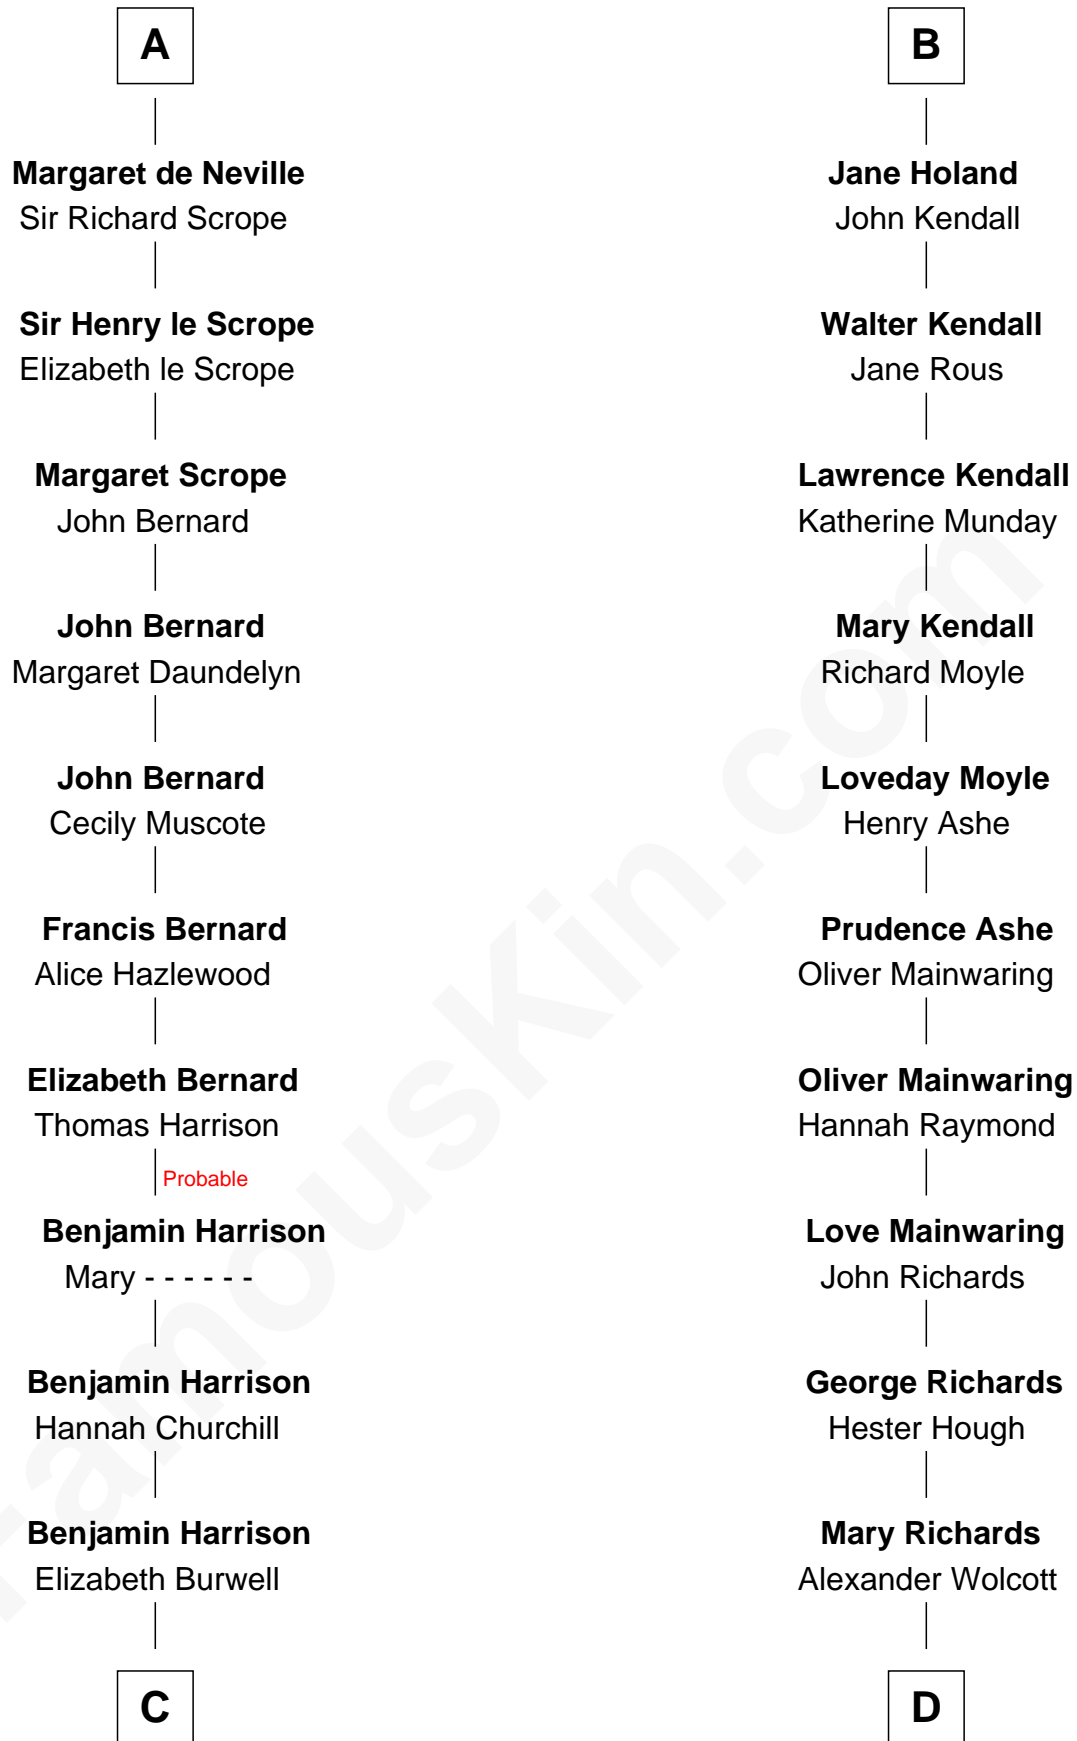 A
Margaret de Neville
Sir Richard Scrope
Sir Henry le Scrope
Elizabeth le Scrope
Margaret Scrope
John Bernard
John Bernard
Margaret Daundelyn
John Bernard
Cecily Muscote
Francis Bernard
Alice Hazlewood
Elizabeth Bernard
Thomas Harrison
Probable
Benjamin Harrison
Mary - - - - - -
Benjamin Harrison
Hannah Churchill
Benjamin Harrison
Elizabeth Burwell
C
B
Jane Holand
John Kendall
Walter Kendall
Jane Rous
Lawrence Kendall
Katherine Munday
Mary Kendall
Richard Moyle
Loveday Moyle
Henry Ashe
Prudence Ashe
Oliver Mainwaring
Oliver Mainwaring
Hannah Raymond
Love Mainwaring
John Richards
George Richards
Hester Hough
Mary Richards
Alexander Wolcott
D
FamousKin.com